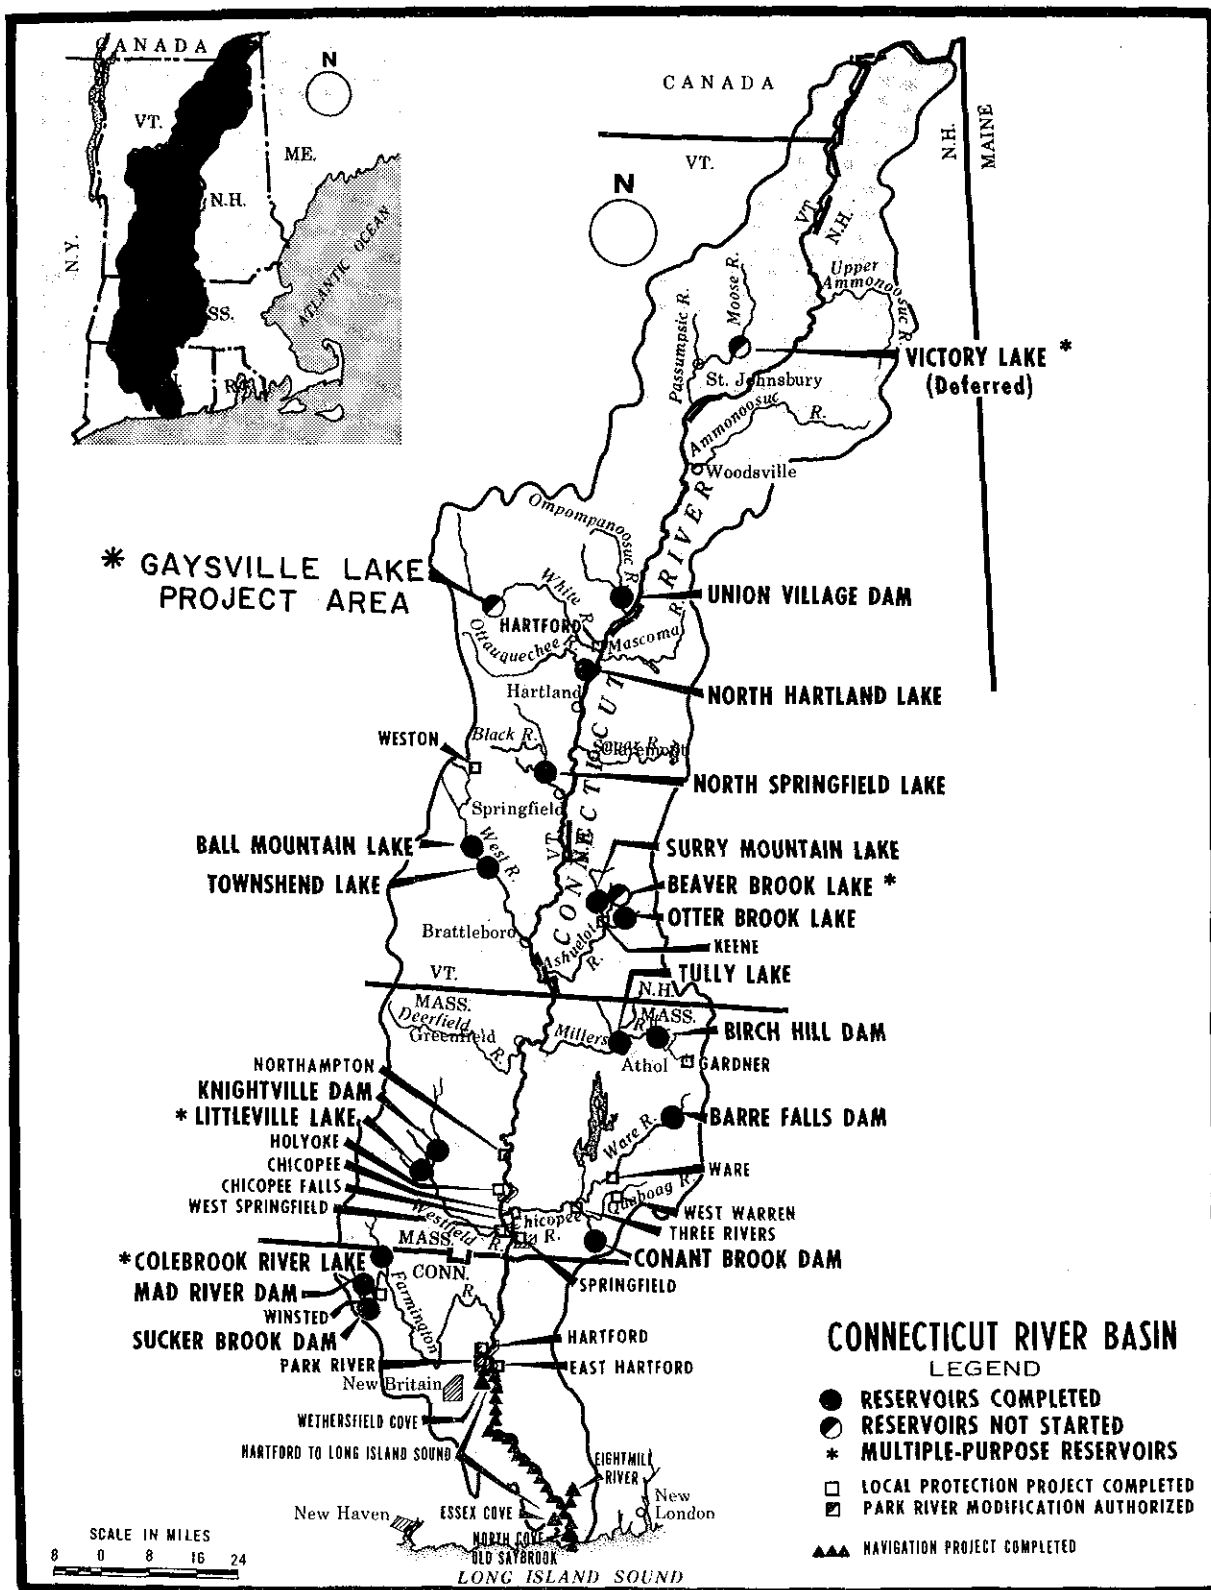 CANADA
N
VT.
ME.
N.H.
N.Y.
ATLANTIC OCEAN
SS.
R.I.
CANADA
VT.
N.H.
MAINE
N
VT.
N.H.
Upper
Ammonoosuc R.
Moose R.
Passumpsic R.
VICTORY LAKE *
(Deferred)
St. Johnsbury
Ammonoosuc R.
Woodsville
Ompompanoosuc R.
CONNECTICUT RIVER
* GAYSVILLE LAKE
PROJECT AREA
White R.
UNION VILLAGE DAM
HARTFORD
Mascoma R.
Ottauquechee R.
NORTH HARTLAND LAKE
Hartland
WESTON
Black R.
Sugar R.
Claremont
NORTH SPRINGFIELD LAKE
Springfield
VT.
BALL MOUNTAIN LAKE
West R.
SURRY MOUNTAIN LAKE
TOWNSHEND LAKE
BEAVER BROOK LAKE *
OTTER BROOK LAKE
Brattleboro
Ashuelot R.
KEENE
VT.
TULLY LAKE
N.H.
MASS.
MASS.
Deerfield R.
Greenfield
Millers R.
BIRCH HILL DAM
Athol
GARDNER
NORTHAMPTON
KNIGHTVILLE DAM
* LITTLEVILLE LAKE
Ware R.
BARRE FALLS DAM
HOLYOKE
CHICOPEE
WARE
CHICOPEE FALLS
Quaboag R.
WEST SPRINGFIELD
WEST WARREN
Westfield R.
Chicopee R.
THREE RIVERS
MASS.
CONANT BROOK DAM
*COLEBROOK RIVER LAKE
CONN.
SPRINGFIELD
MAD RIVER DAM
WINSTED
Farmington R.
SUCKER BROOK DAM
HARTFORD
PARK RIVER
EAST HARTFORD
New Britain
WETHERSFIELD COVE
HARTFORD TO LONG ISLAND SOUND
EIGHTMILE
RIVER
ESSEX COVE
New
London
New Haven
NORTH COVE
OLD SAYBROOK
LONG ISLAND SOUND
SCALE IN MILES
8 0 8 16 24
CONNECTICUT RIVER BASIN
LEGEND
RESERVOIRS COMPLETED
RESERVOIRS NOT STARTED
* MULTIPLE-PURPOSE RESERVOIRS
LOCAL PROTECTION PROJECT COMPLETED
PARK RIVER MODIFICATION AUTHORIZED
NAVIGATION PROJECT COMPLETED